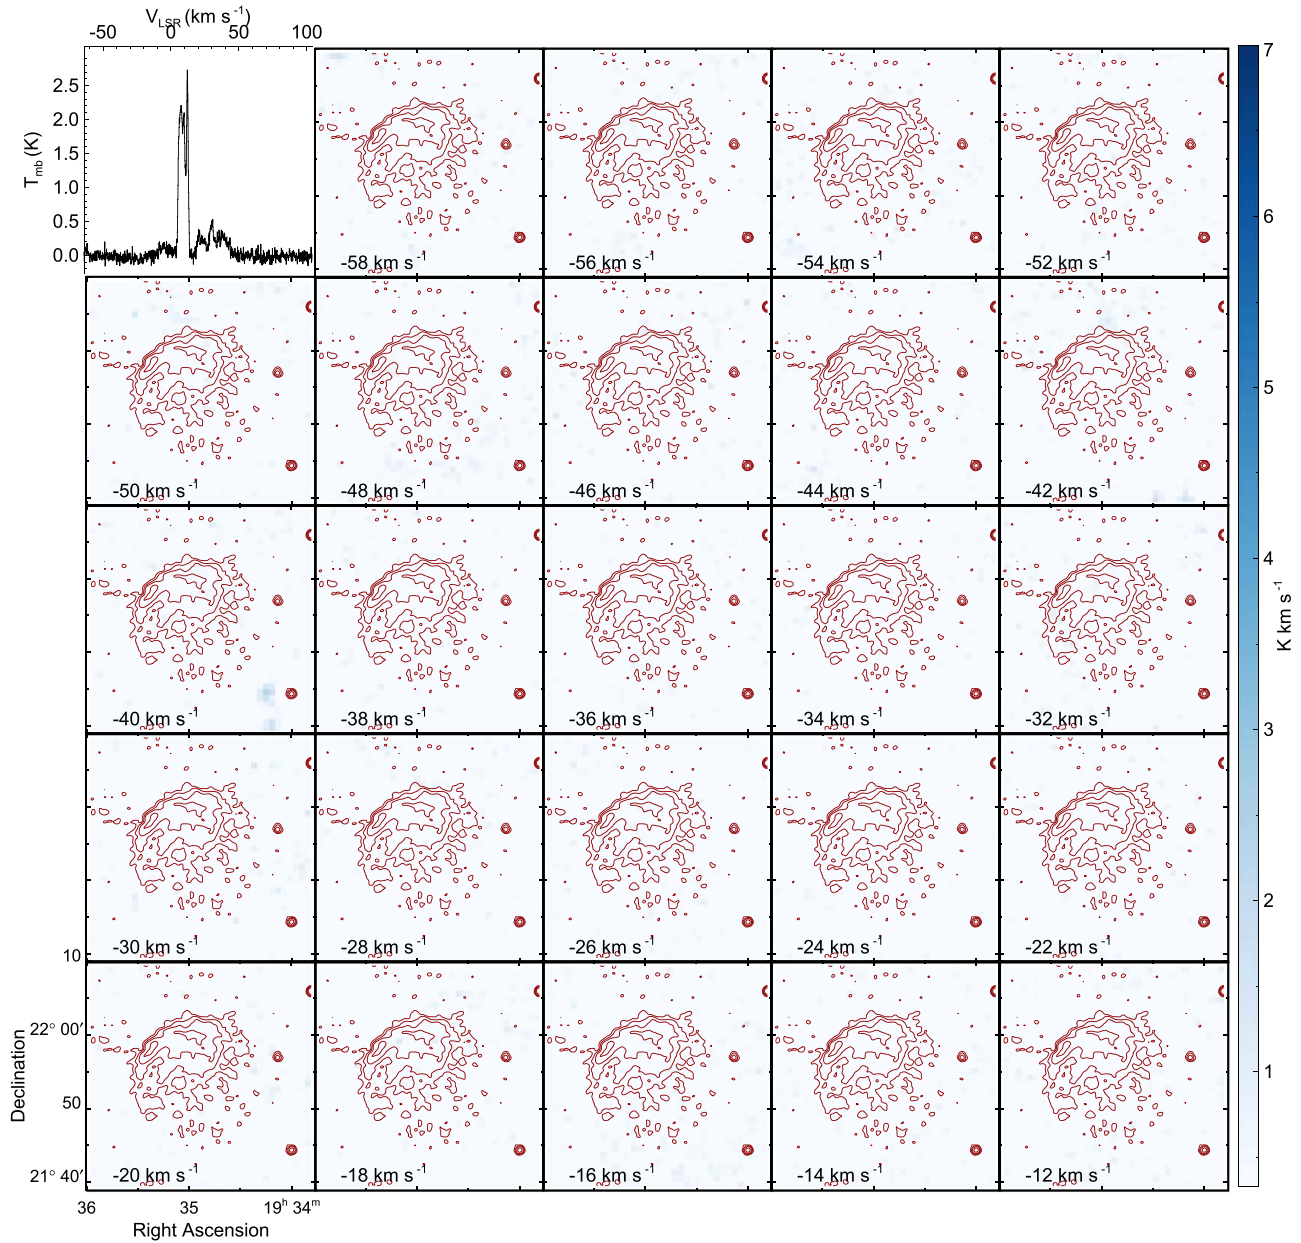 V_LSR (km s⁻¹)
-50 0 50 100
T_mb (K)
2.5
2.0
1.5
1.0
0.5
0.0
-58 km s⁻¹ -56 km s⁻¹ -54 km s⁻¹ -52 km s⁻¹
-50 km s⁻¹ -48 km s⁻¹ -46 km s⁻¹ -44 km s⁻¹ -42 km s⁻¹
-40 km s⁻¹ -38 km s⁻¹ -36 km s⁻¹ -34 km s⁻¹ -32 km s⁻¹
-30 km s⁻¹ -28 km s⁻¹ -26 km s⁻¹ -24 km s⁻¹ -22 km s⁻¹
10
-20 km s⁻¹ -18 km s⁻¹ -16 km s⁻¹ -14 km s⁻¹ -12 km s⁻¹
22° 00′
50
21° 40′
Declination
36 35 19ʰ 34ᵐ
Right Ascension
7
6
5
4
3
2
1
K km s⁻¹